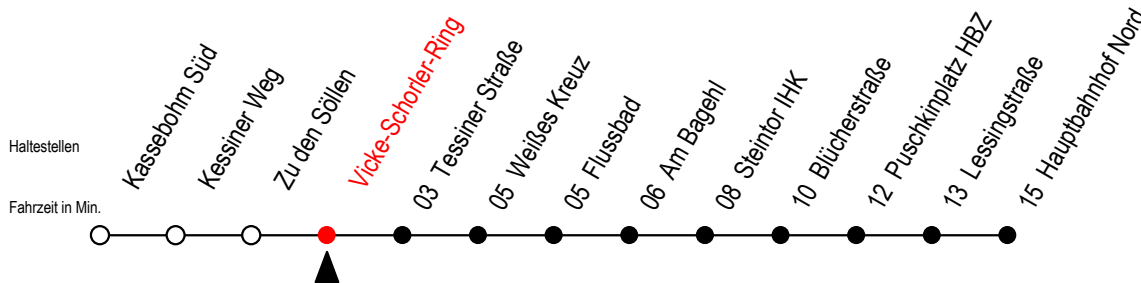 Haltestellen
Fahrzeit in Min.
Kassebohm Süd
Kessiner Weg
Zu den Söllen
Vicke-Schorler-Ring
03 Tessiner Straße
05 Weißes Kreuz
05 Flussbad
06 Am Bagehl
08 Steintor IHK
10 Blücherstraße
12 Puschkinplatz HBZ
13 Lessingstraße
15 Hauptbahnhof Nord